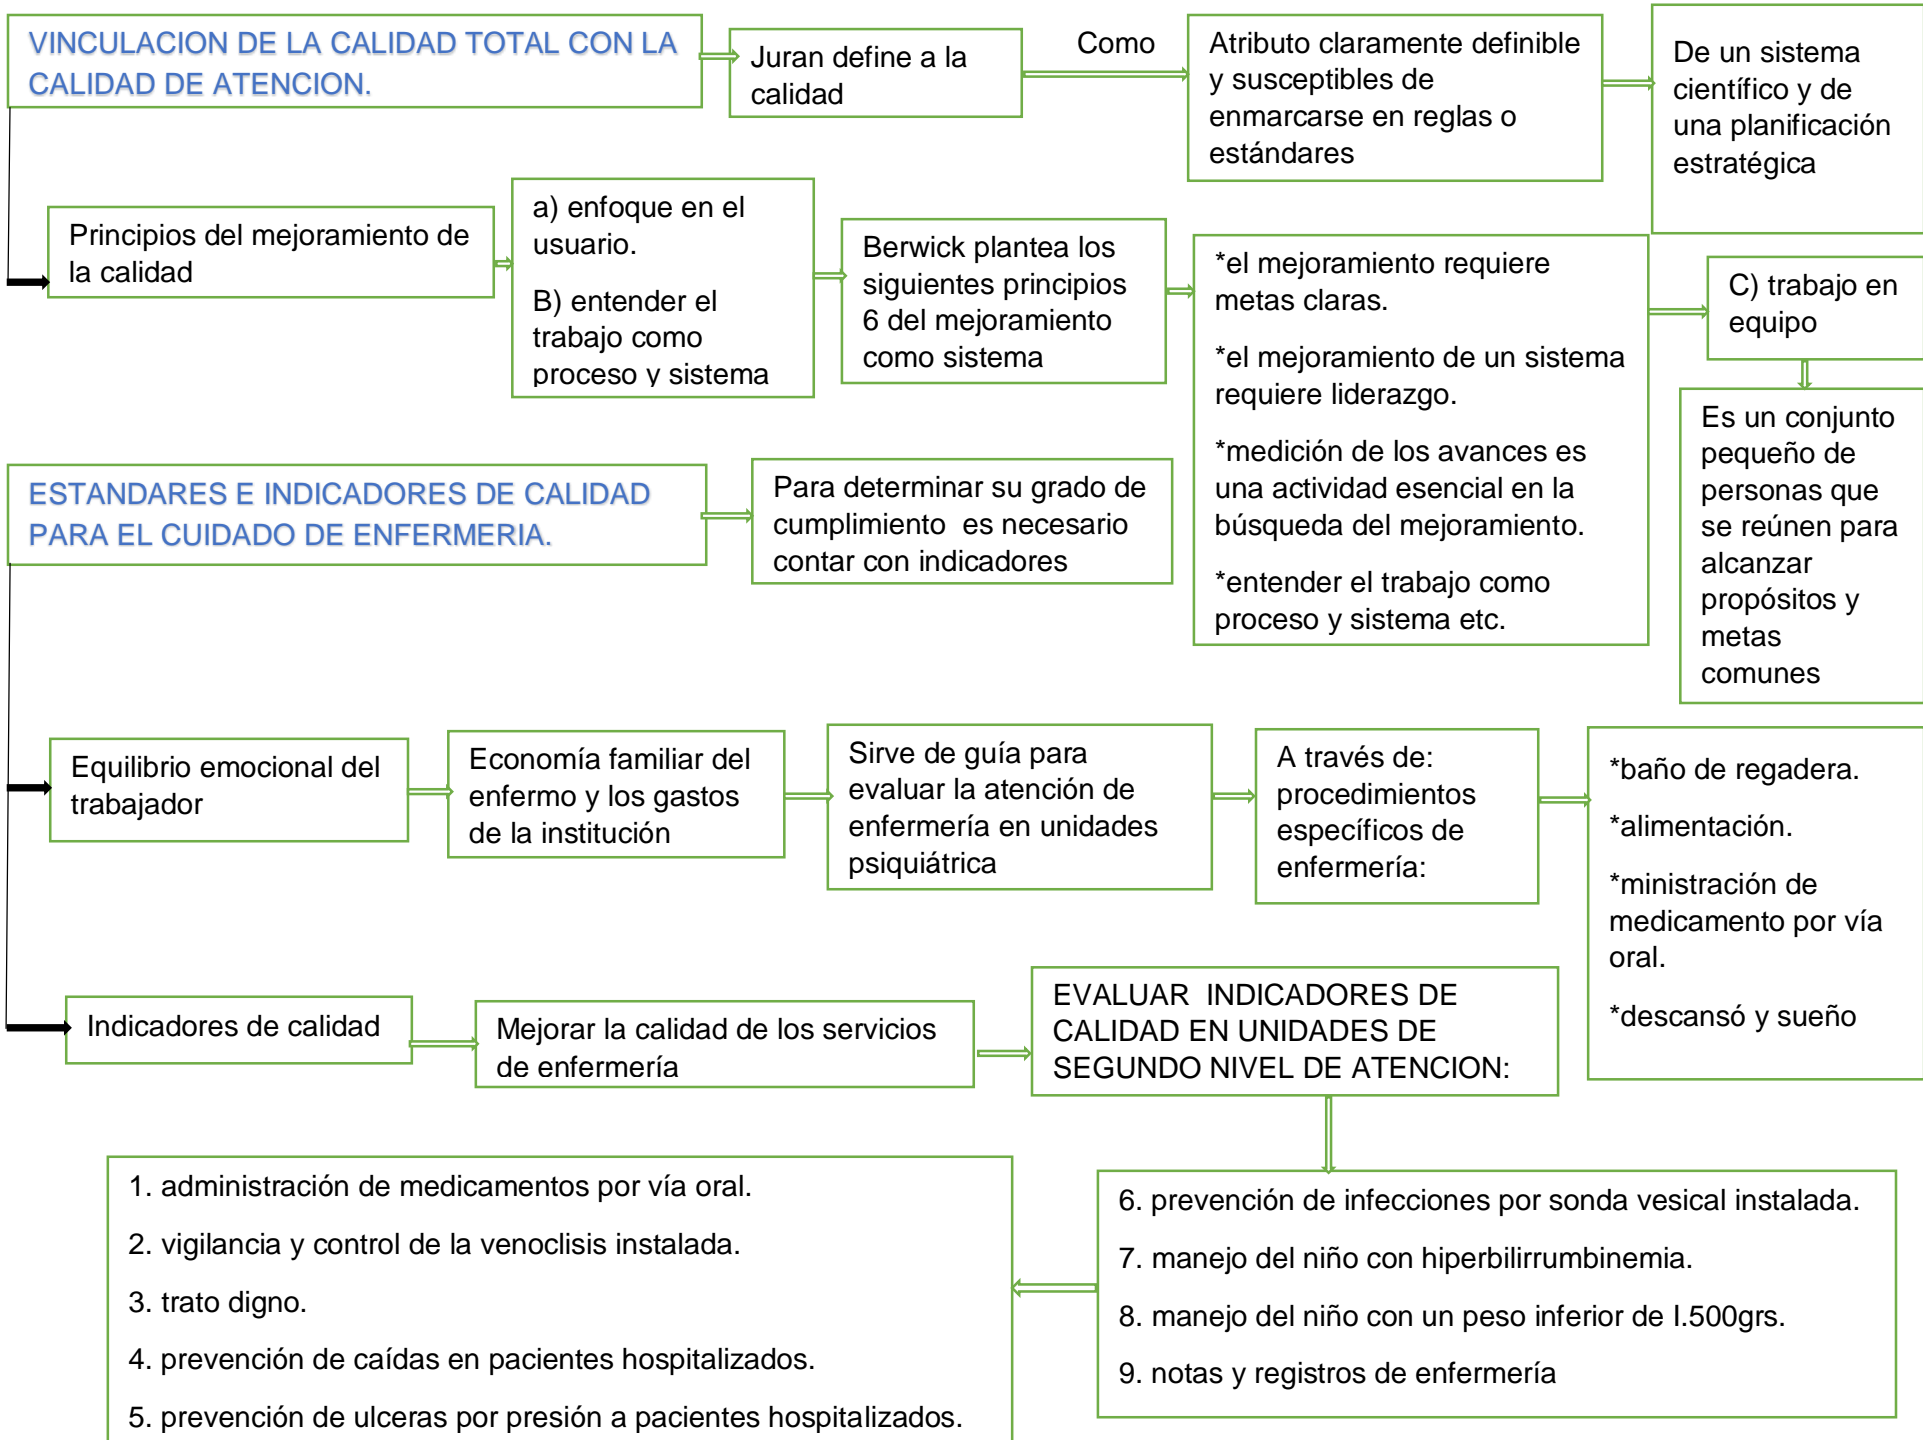 VINCULACION DE LA CALIDAD TOTAL CON LA
CALIDAD DE ATENCION.
Juran define a la
calidad
Como
Atributo claramente definible
y susceptibles de
enmarcarse en reglas o
estándares
De un sistema
científico y de
una planificación
estratégica
Principios del mejoramiento de
la calidad
a) enfoque en el
usuario.
B) entender el
trabajo como
proceso y sistema
Berwick plantea los
siguientes principios
6 del mejoramiento
como sistema
*el mejoramiento requiere
metas claras.
*el mejoramiento de un sistema
requiere liderazgo.
*medición de los avances es
una actividad esencial en la
búsqueda del mejoramiento.
*entender el trabajo como
proceso y sistema etc.
C) trabajo en
equipo
Es un conjunto
pequeño de
personas que
se reúnen para
alcanzar
propósitos y
metas
comunes
ESTANDARES E INDICADORES DE CALIDAD
PARA EL CUIDADO DE ENFERMERIA.
Para determinar su grado de
cumplimiento  es necesario
contar con indicadores
Equilibrio emocional del
trabajador
Economía familiar del
enfermo y los gastos
de la institución
Sirve de guía para
evaluar la atención de
enfermería en unidades
psiquiátrica
A través de:
procedimientos
específicos de
enfermería:
*baño de regadera.
*alimentación.
*ministración de
medicamento por vía
oral.
*descansó y sueño
Indicadores de calidad
Mejorar la calidad de los servicios
de enfermería
EVALUAR  INDICADORES DE
CALIDAD EN UNIDADES DE
SEGUNDO NIVEL DE ATENCION:
1. administración de medicamentos por vía oral.
2. vigilancia y control de la venoclisis instalada.
3. trato digno.
4. prevención de caídas en pacientes hospitalizados.
5. prevención de ulceras por presión a pacientes hospitalizados.
6. prevención de infecciones por sonda vesical instalada.
7. manejo del niño con hiperbilirrumbinemia.
8. manejo del niño con un peso inferior de I.500grs.
9. notas y registros de enfermería